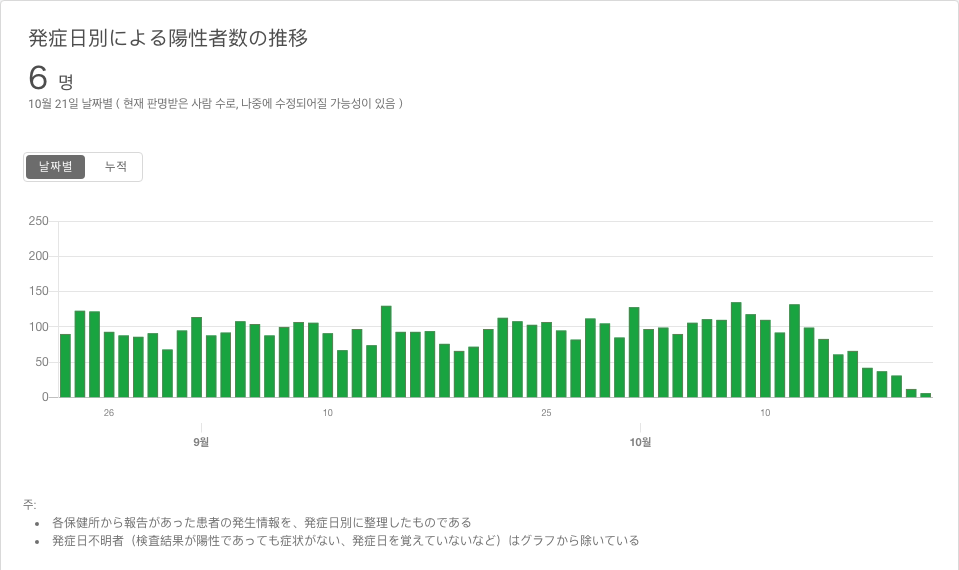 発症日別による陽性者数の推移
6 명
10월 21일 날짜별 ( 현재 판명받은 사람 수로, 나중에 수정되어질 가능성이 있음 )
날짜별 누적
250
200
150
100
50
0
26 10 25 10
9월 10월
주:
• 各保健所から報告があった患者の発生情報を、発症日別に整理したものである
• 発症日不明者（検査結果が陽性であっても症状がない、発症日を覚えていないなど）はグラフから除いている